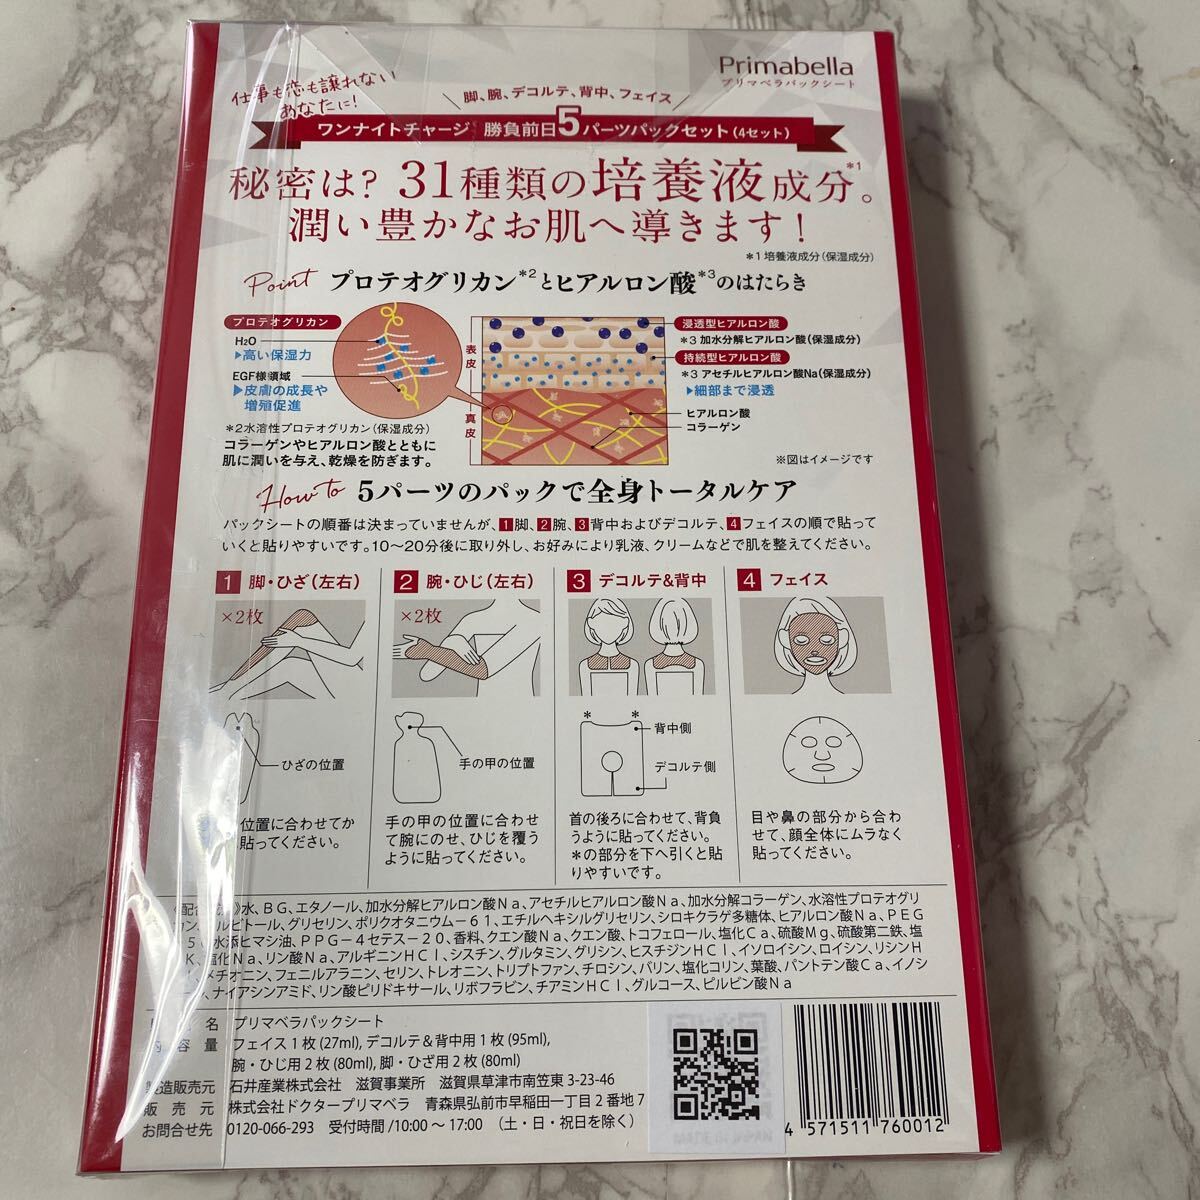 Primabella
プリマベラパックシート
仕事も恋も譲れない
あなたに!
脚、腕、デコルテ、背中、フェイス
ワンナイトチャージ 勝負前日5パーツパックセット(4セット)
秘密は? 31種類の培養液成分*1。
潤い豊かなお肌へ導きます!
*1 培養液成分(保湿成分)
Point プロテオグリカン*2とヒアルロン酸*3のはたらき
プロテオグリカン
H2O
▶高い保湿力
EGF様領域
▶皮膚の成長や
増殖促進
*2水溶性プロテオグリカン(保湿成分)
コラーゲンやヒアルロン酸とともに
肌に潤いを与え、乾燥を防ぎます。
表皮
真皮
浸透型ヒアルロン酸
*3 加水分解ヒアルロン酸(保湿成分)
持続型ヒアルロン酸
*3 アセチルヒアルロン酸Na(保湿成分)
▶細部まで浸透
ヒアルロン酸
コラーゲン
※図はイメージです
How to 5パーツのパックで全身トータルケア
パックシートの順番は決まっていませんが、1脚、2腕、3背中およびデコルテ、4フェイスの順で貼って
いくと貼りやすいです。10〜20分後に取り外し、お好みにより乳液、クリームなどで肌を整えてください。
1 脚・ひざ(左右)
×2枚
ひざの位置
位置に合わせてか
て貼ってください。
2 腕・ひじ(左右)
×2枚
手の甲の位置
手の甲の位置に合わせ
て腕にのせ、ひじを覆う
ように貼ってください。
3 デコルテ&背中
* *
背中側
デコルテ側
首の後ろに合わせて、背負
うように貼ってください。
*の部分を下へ引くと貼
りやすいです。
4 フェイス
目や鼻の部分から合わ
せて、顔全体にムラなく
貼ってください。
水、BG、エタノール、加水分解ヒアルロン酸Na、アセチルヒアルロン酸Na、加水分解コラーゲン、水溶性プロテオグリ
カン、ソルビトール、グリセリン、ポリクオタニウム-61、エチルヘキシルグリセリン、シロキクラゲ多糖体、ヒアルロン酸Na、PEG
水添ヒマシ油、PPG-4セテス-20、香料、クエン酸Na、クエン酸、トコフェロール、塩化Ca、硫酸Mg、硫酸第二鉄、塩
K、塩化Na、リン酸Na、アルギニンHCl、シスチン、グルタミン、グリシン、ヒスチジンHCl、イソロイシン、ロイシン、リシンH
メチオニン、フェニルアラニン、セリン、トレオニン、トリプトファン、チロシン、バリン、塩化コリン、葉酸、パントテン酸Ca、イノシ
ナイアシンアミド、リン酸ピリドキサール、リボフラビン、チアミンHCl、グルコース、ピルビン酸Na
名 プリマベラパックシート
内 容 量 フェイス1枚(27ml)、デコルテ&背中用1枚(95ml)、
腕・ひじ用2枚(80ml)、脚・ひざ用2枚(80ml)
製造販売元 石井産業株式会社 滋賀事業所 滋賀県草津市南笠東3-23-46
販 売 元 株式会社ドクタープリマベラ 青森県弘前市早稲田一丁目2番地7
お問合せ先 0120-066-293 受付時間/10:00〜17:00 (土・日・祝日を除く)
4 571511 760012